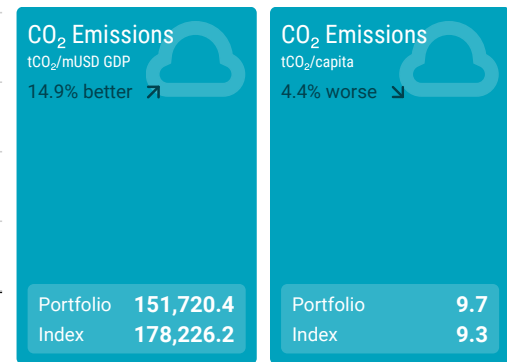 CO₂ Emissions
tCO₂/mUSD GDP
14.9% better
Portfolio 151,720.4
Index 178,226.2
CO₂ Emissions
tCO₂/capita
4.4% worse
Portfolio 9.7
Index 9.3